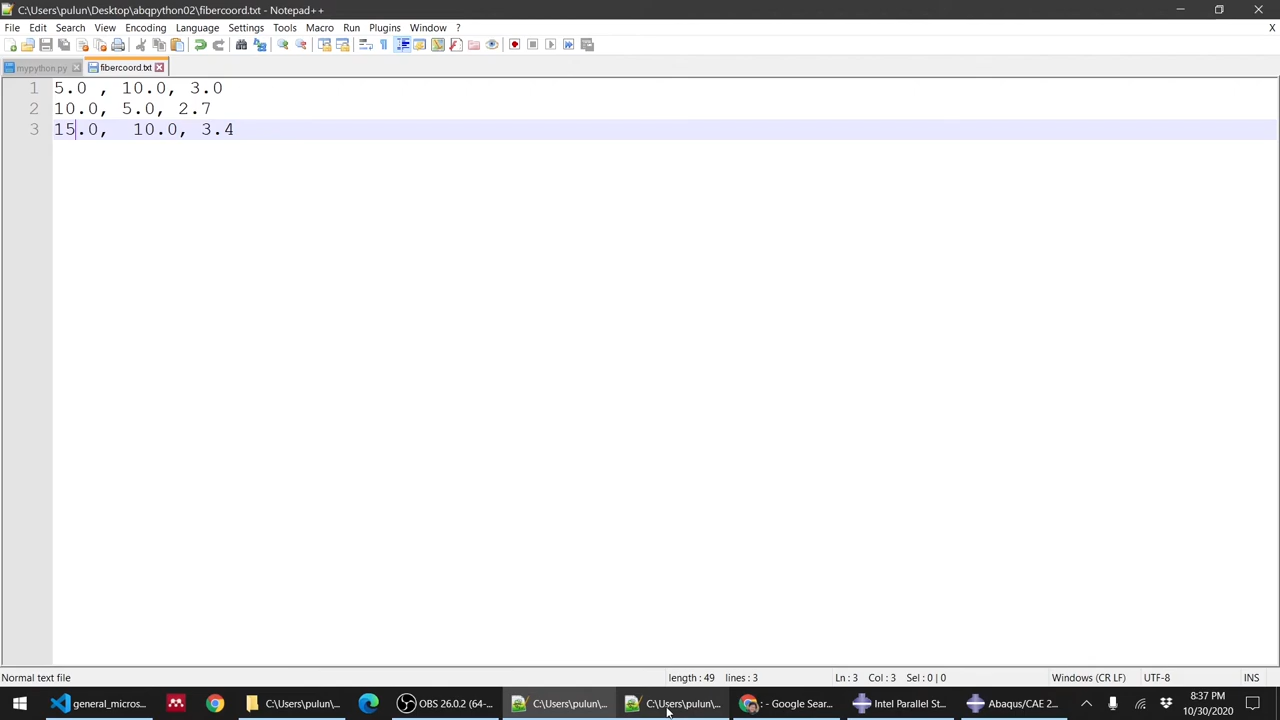 C:\Users\pulun\Desktop\abqpython02\fibercoord.txt - Notepad++
File Edit Search View Encoding Language Settings Tools Macro Run Plugins Window ? X
mypython.py fibercoord.txt
1 5.0 , 10.0, 3.0
2 10.0, 5.0, 2.7
3 15.0,  10.0, 3.4
Normal text file length : 49 lines : 3 Ln : 3 Col : 3 Sel : 0 | 0 Windows (CR LF) UTF-8 INS
general_micros... C:\Users\pulun\... OBS 26.0.2 (64-... C:\Users\pulun\... C:\Users\pulun\... : - Google Sear... Intel Parallel St... Abaqus/CAE 2... 8:37 PM
10/30/2020